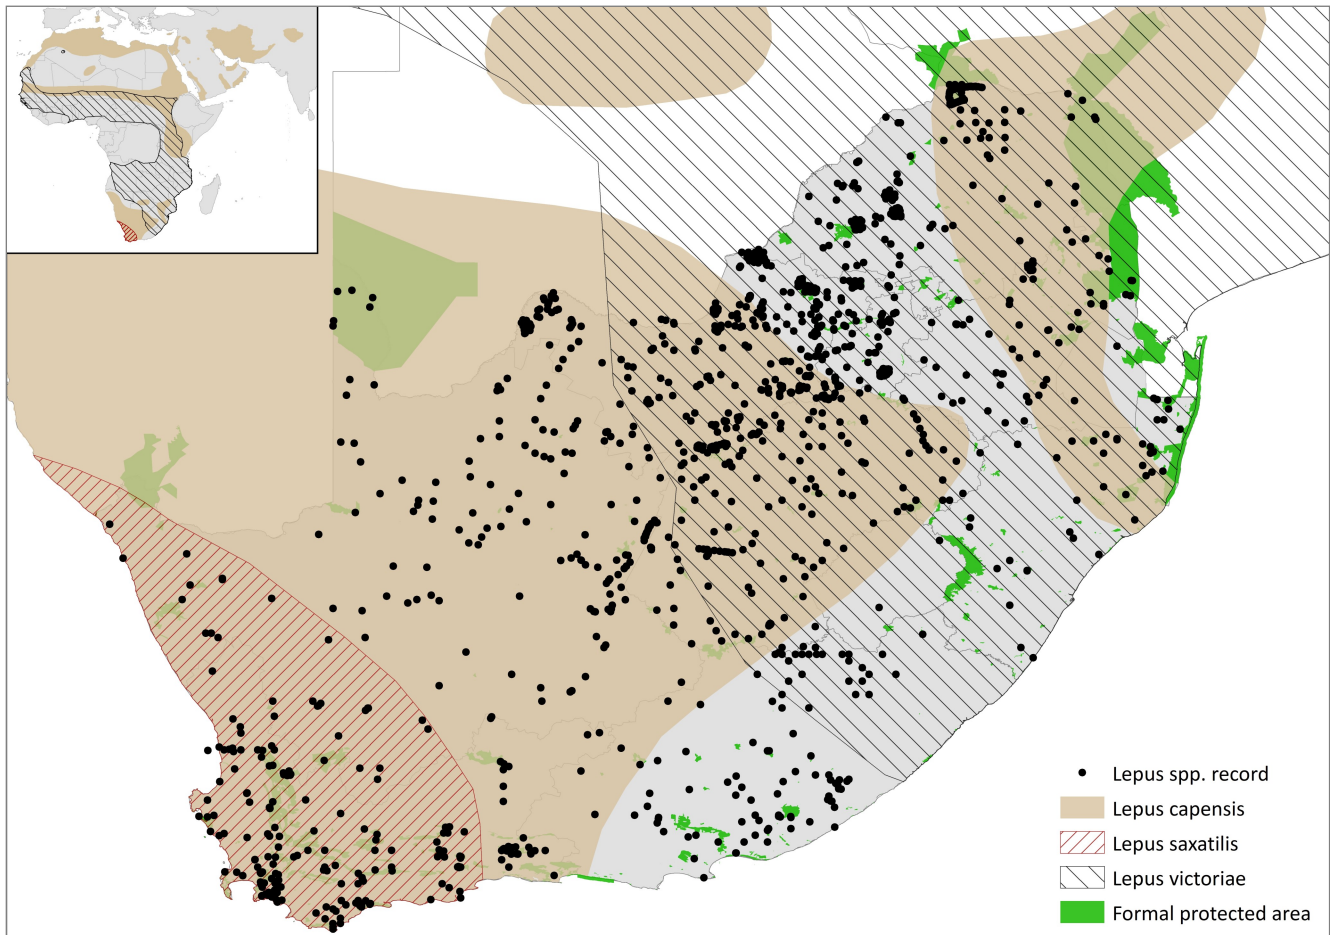 Lepus spp. record
Lepus capensis
Lepus saxatilis
Lepus victoriae
Formal protected area